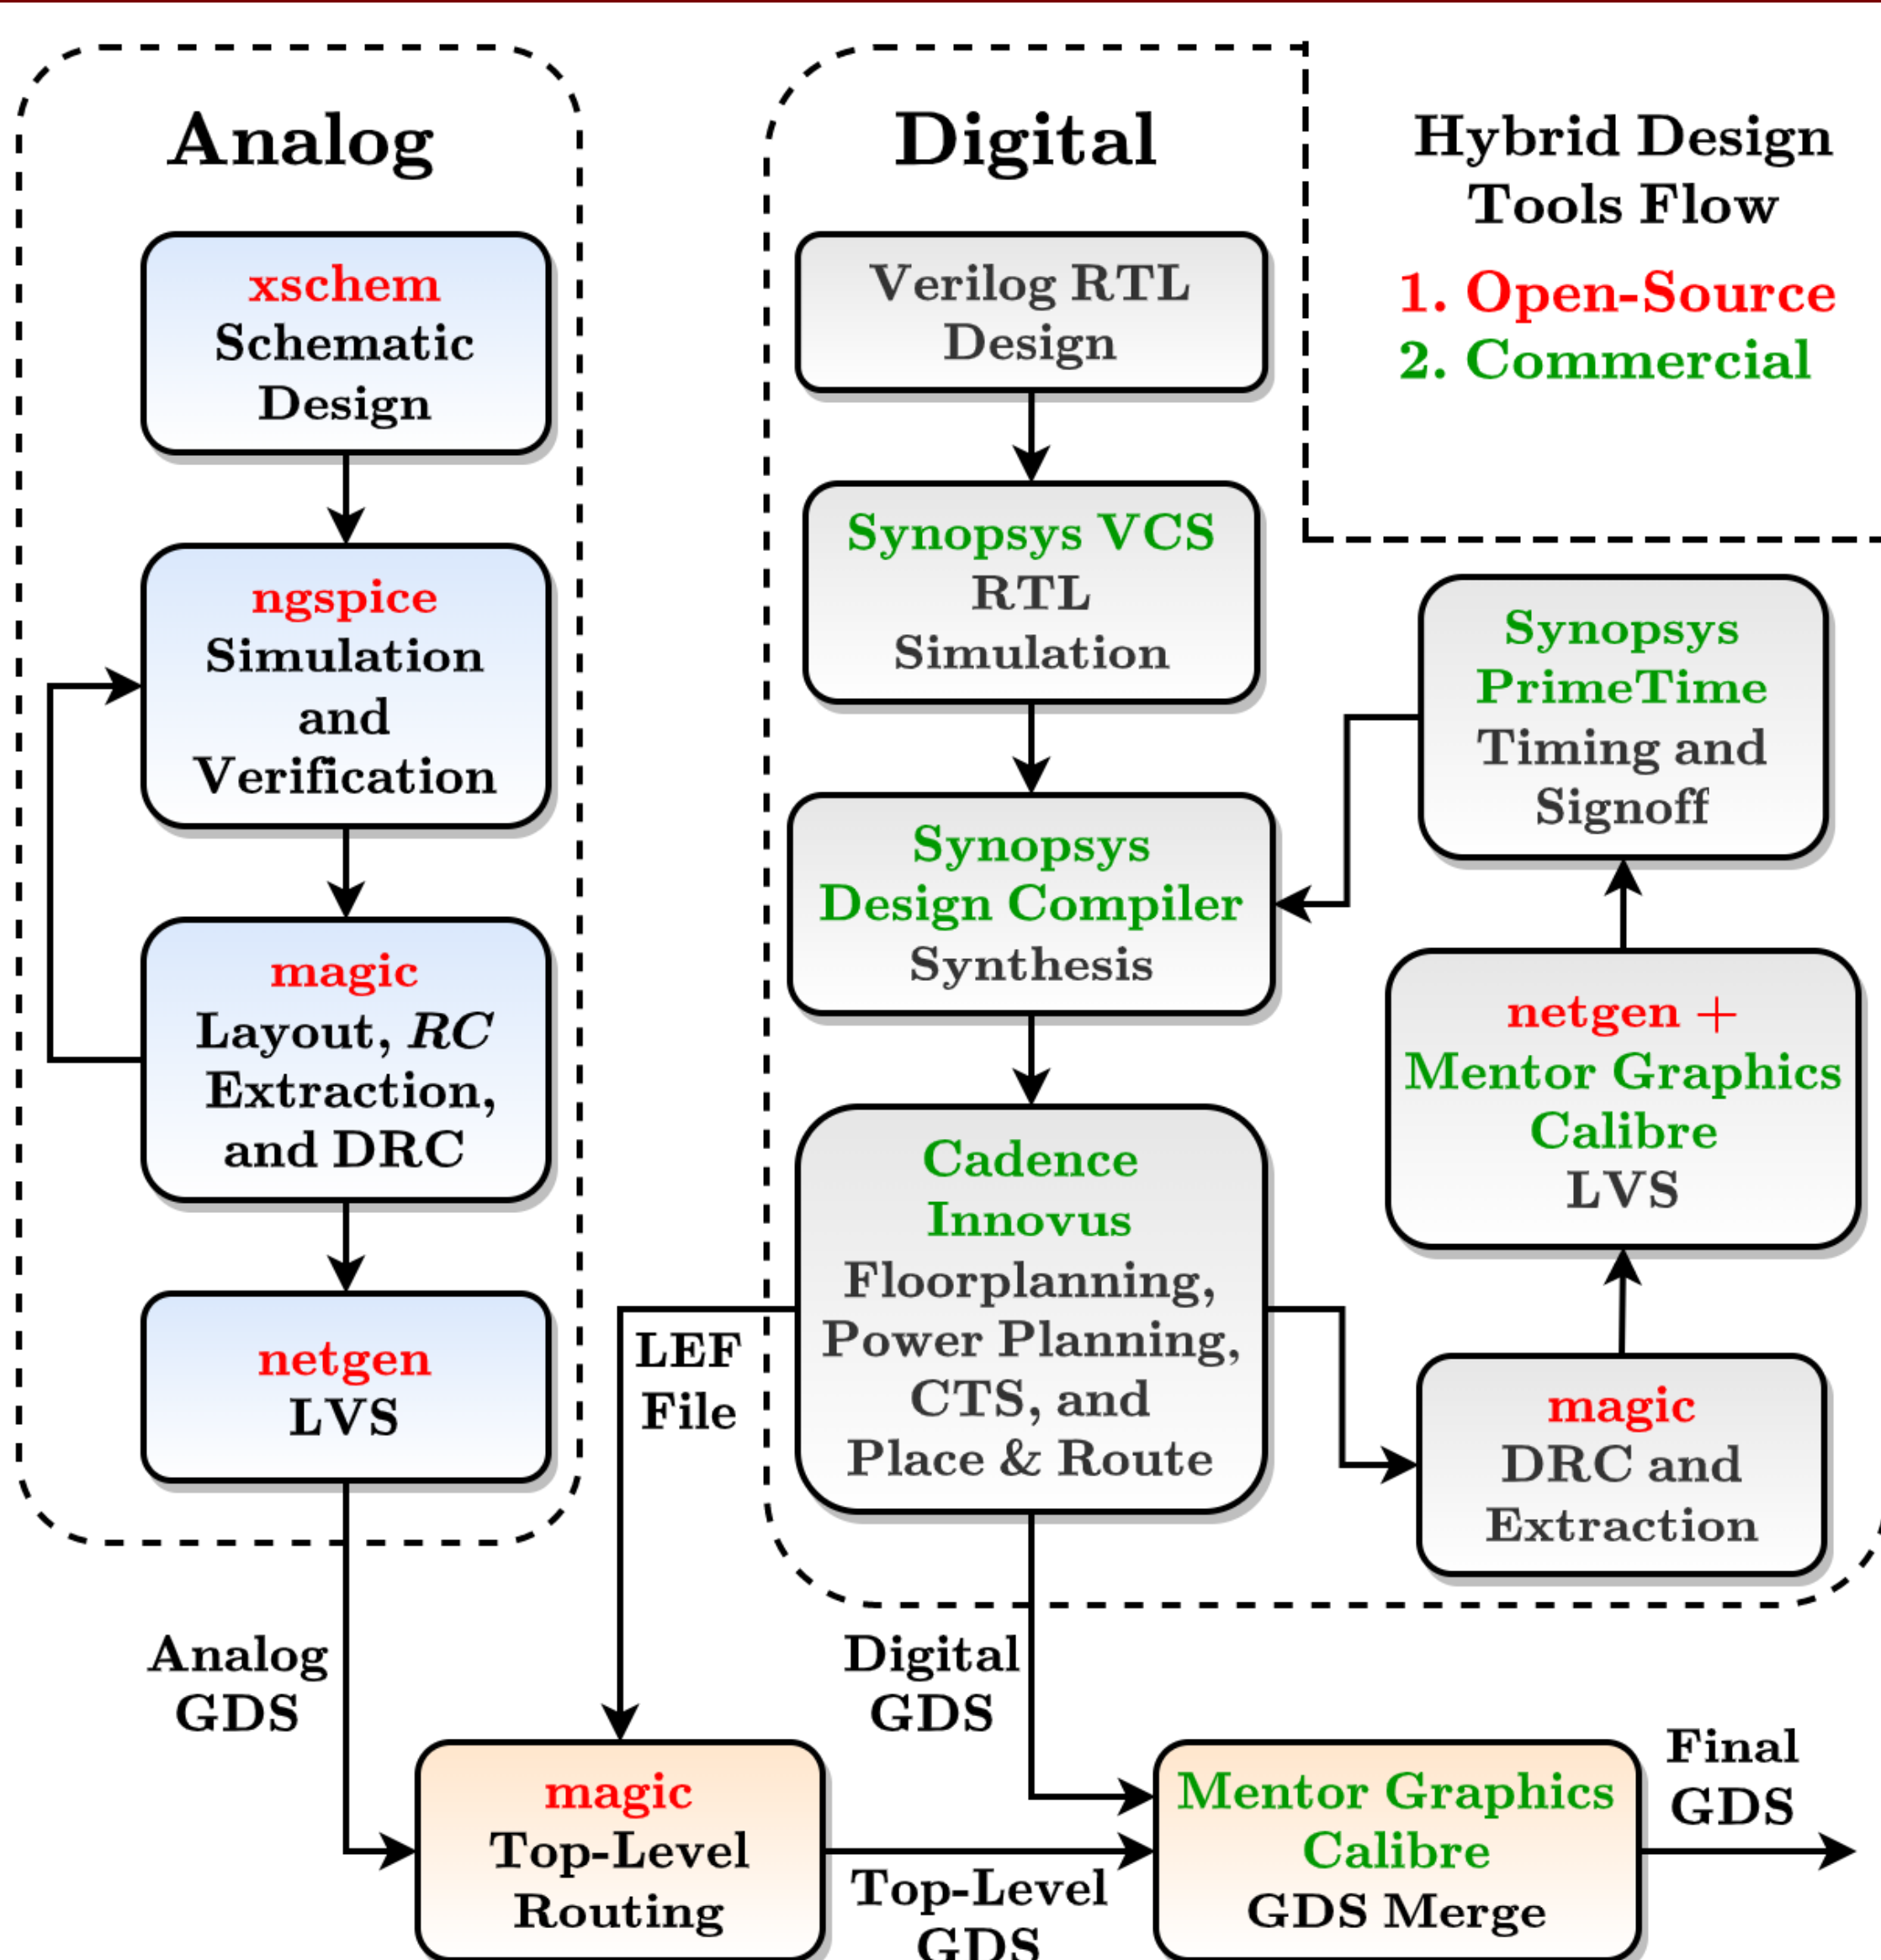 Analog
xschem
Schematic
Design
ngspice
Simulation
and
Verification
magic
Layout, RC
Extraction,
and DRC
netgen
LVS
Analog
GDS
Digital
Verilog RTL
Design
Synopsys VCS
RTL
Simulation
Synopsys
Design Compiler
Synthesis
Cadence
Innovus
Floorplanning,
Power Planning,
CTS, and
Place & Route
LEF
File
Digital
GDS
Hybrid Design
Tools Flow
1. Open-Source
2. Commercial
Synopsys
PrimeTime
Timing and
Signoff
netgen +
Mentor Graphics
Calibre
LVS
magic
DRC and
Extraction
magic
Top-Level
Routing
Top-Level
GDS
Mentor Graphics
Calibre
GDS Merge
Final
GDS